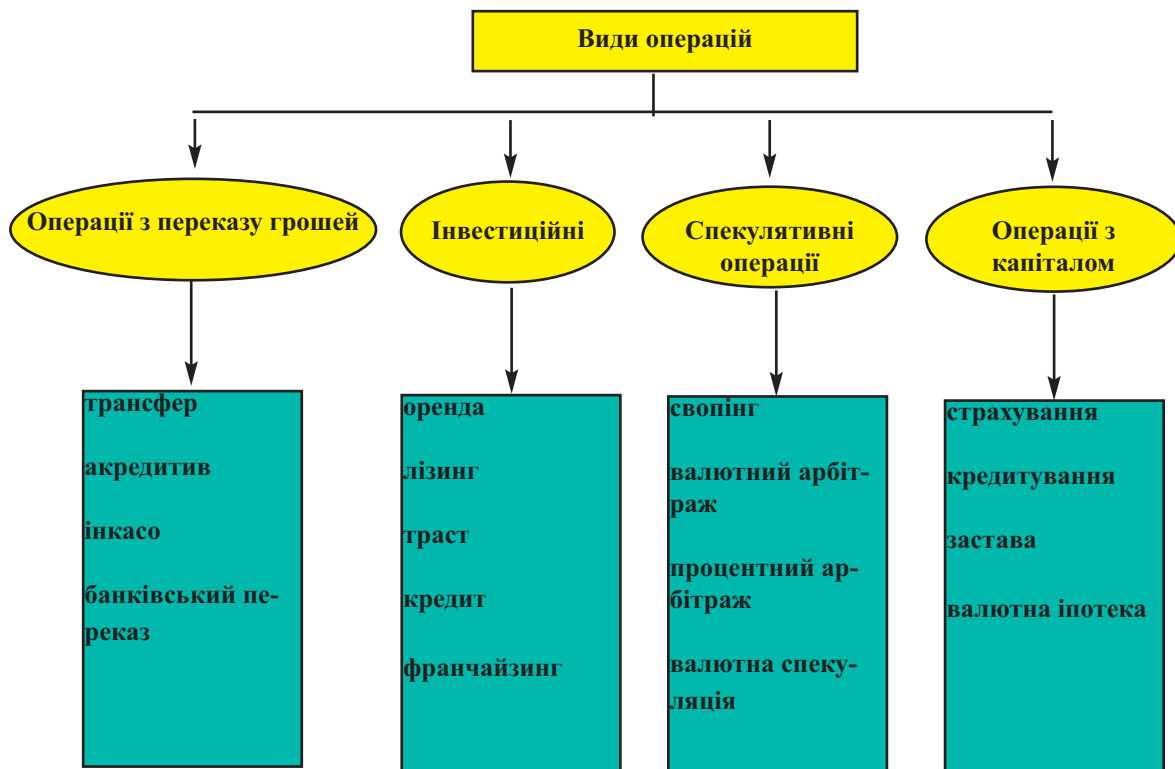 Види операцій
Операції з переказу грошей
Інвестиційні
Спекулятивні
операції
Операції з
капіталом
трансфер
акредитив
інкасо
банківський пе-
реказ
оренда
лізинг
траст
кредит
франчайзинг
свопінг
валютний арбіт-
раж
процентний ар-
бітраж
валютна спеку-
ляція
страхування
кредитування
застава
валютна іпотека